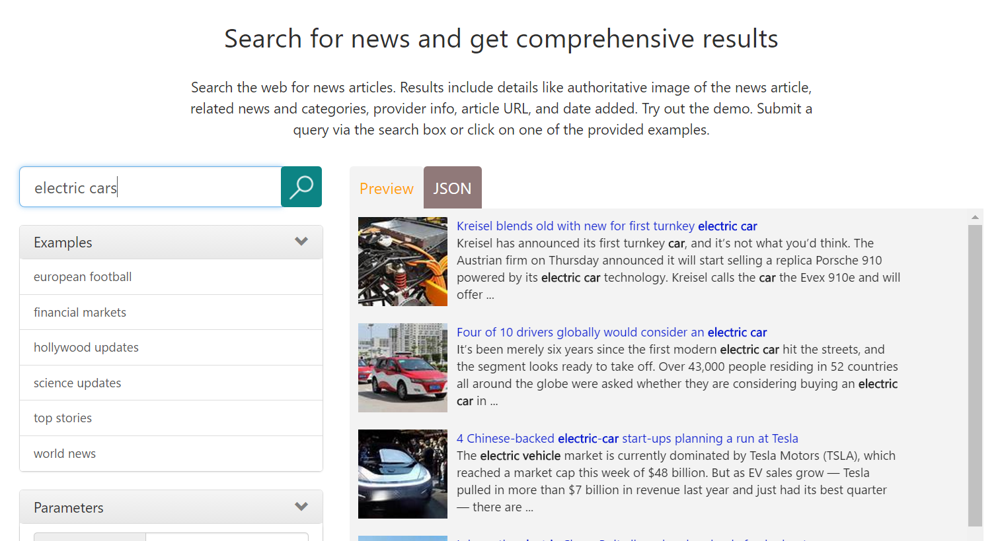 Search for news and get comprehensive results
Search the web for news articles. Results include details like authoritative image of the news article,
related news and categories, provider info, article URL, and date added. Try out the demo. Submit a
query via the search box or click on one of the provided examples.
electric cars
Examples
european football
financial markets
hollywood updates
science updates
top stories
world news
Parameters
Preview
JSON
Kreisel blends old with new for first turnkey electric car
Kreisel has announced its first turnkey car, and it’s not what you’d think. The
Austrian firm on Thursday announced it will start selling a replica Porsche 910
powered by its electric car technology. Kreisel calls the car the Evex 910e and will
offer ...
Four of 10 drivers globally would consider an electric car
It’s been merely six years since the first modern electric car hit the streets, and
the segment looks ready to take off. Over 43,000 people residing in 52 countries
all around the globe were asked whether they are considering buying an electric
car in ...
4 Chinese-backed electric-car start-ups planning a run at Tesla
The electric vehicle market is currently dominated by Tesla Motors (TSLA), which
reached a market cap this week of $48 billion. But as EV sales grow — Tesla
pulled in more than $7 billion in revenue last year and just had its best quarter
— there are ...